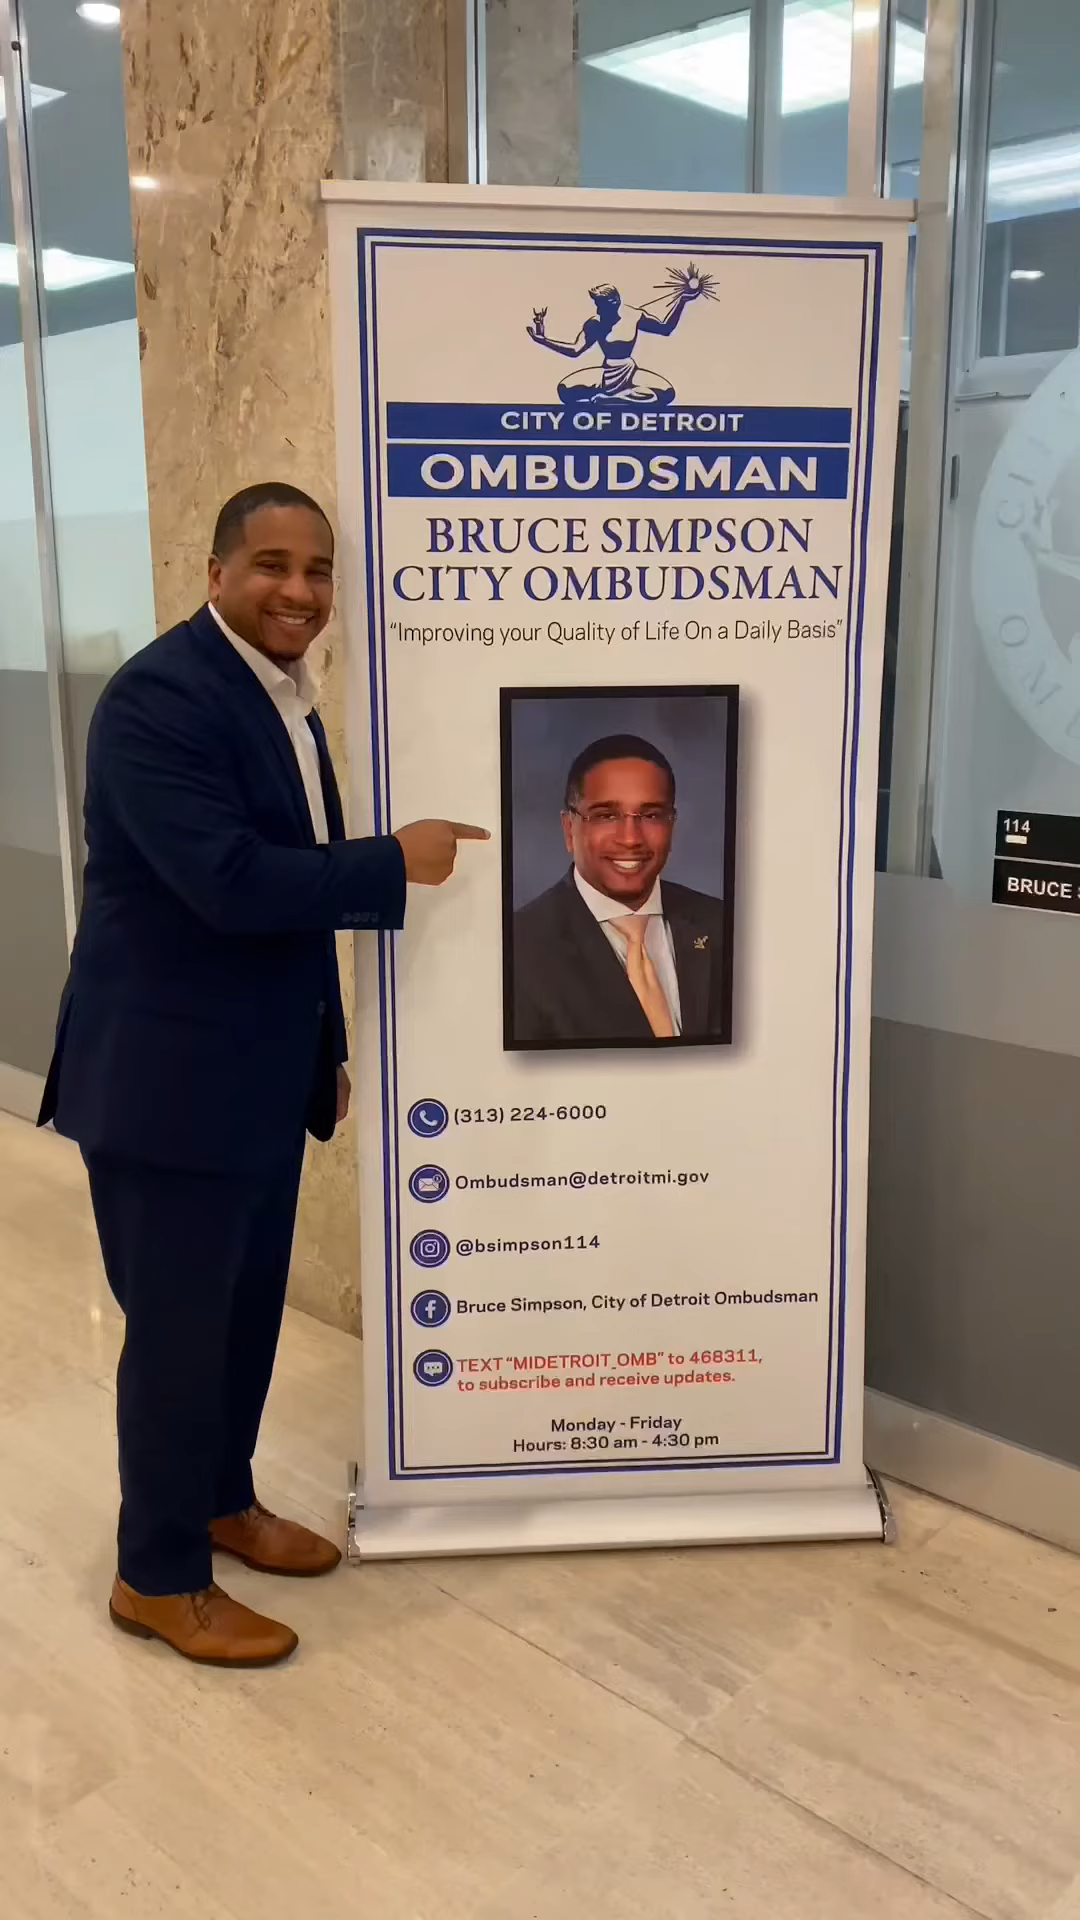 CITY OF DETROIT
OMBUDSMAN
BRUCE SIMPSON
CITY OMBUDSMAN
“Improving your Quality of Life On a Daily Basis”
(313) 224-6000
Ombudsman@detroitmi.gov
@bsimpson114
Bruce Simpson, City of Detroit Ombudsman
TEXT “MIDETROIT_OMB” to 468311,
to subscribe and receive updates.
Monday - Friday
Hours: 8:30 am - 4:30 pm
114
BRUCE